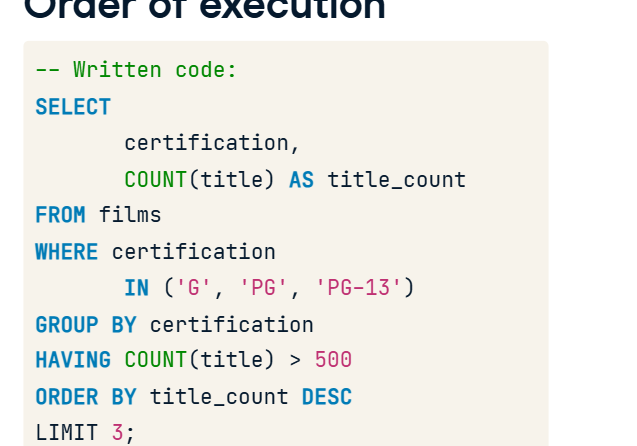 Order of execution
-- Written code:
SELECT
certification,
COUNT(title) AS title_count
FROM films
WHERE certification
IN ('G', 'PG', 'PG-13')
GROUP BY certification
HAVING COUNT(title) > 500
ORDER BY title_count DESC
LIMIT 3;